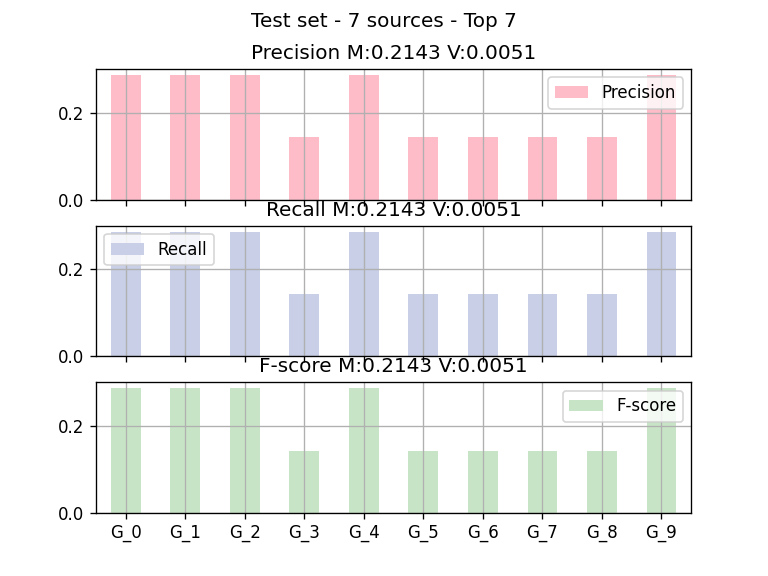 Test set - 7 sources - Top 7
Precision M:0.2143 V:0.0051
Precision
0.2
0.0
Recall M:0.2143 V:0.0051
Recall
0.2
0.0
F-score M:0.2143 V:0.0051
F-score
0.2
0.0
G_0 G_1 G_2 G_3 G_4 G_5 G_6 G_7 G_8 G_9